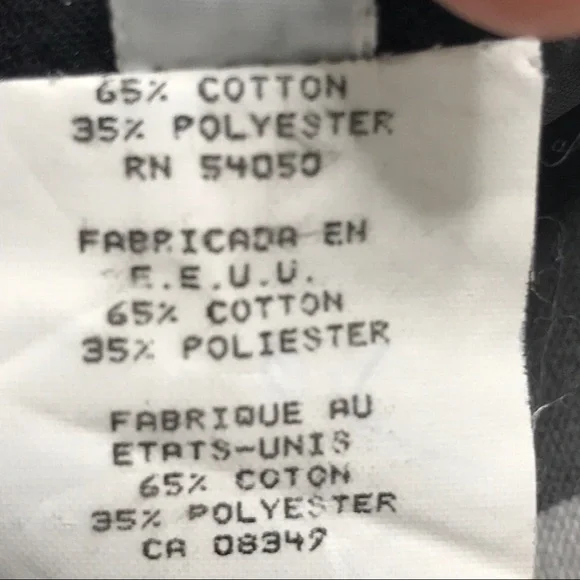 65% COTTON
35% POLYESTER
RN 54050
FABRICADA EN
E.E.U.U.
65% COTTON
35% POLIESTER
FABRIQUE AU
ETATS-UNIS
65% COTON
35% POLYESTER
CA 08349